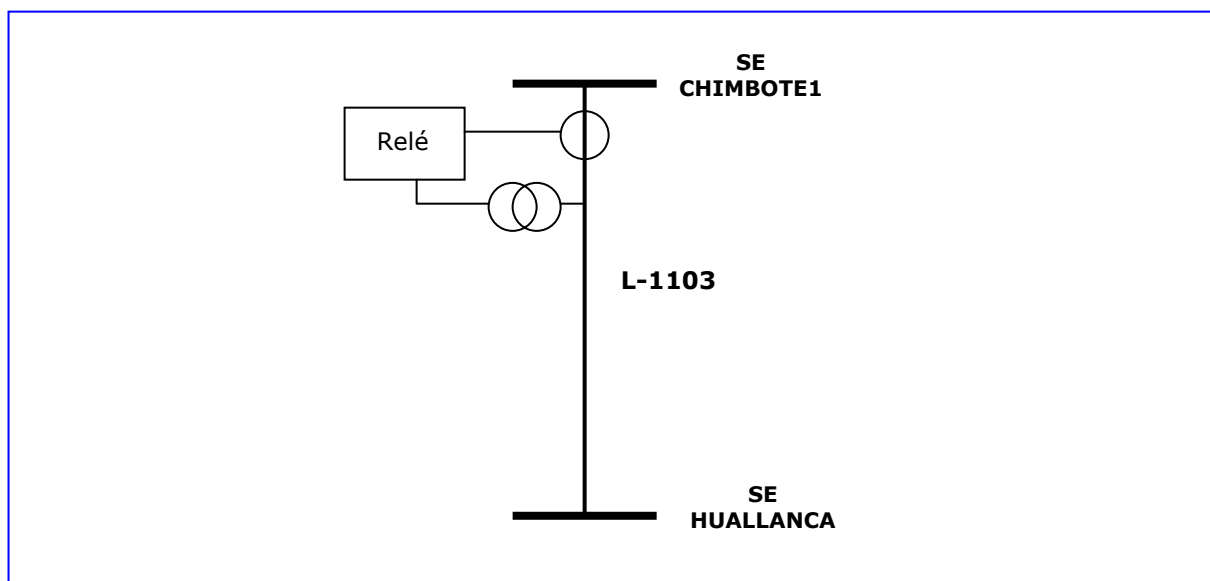 SE
CHIMBOTE1
Relé
L-1103
SE
HUALLANCA